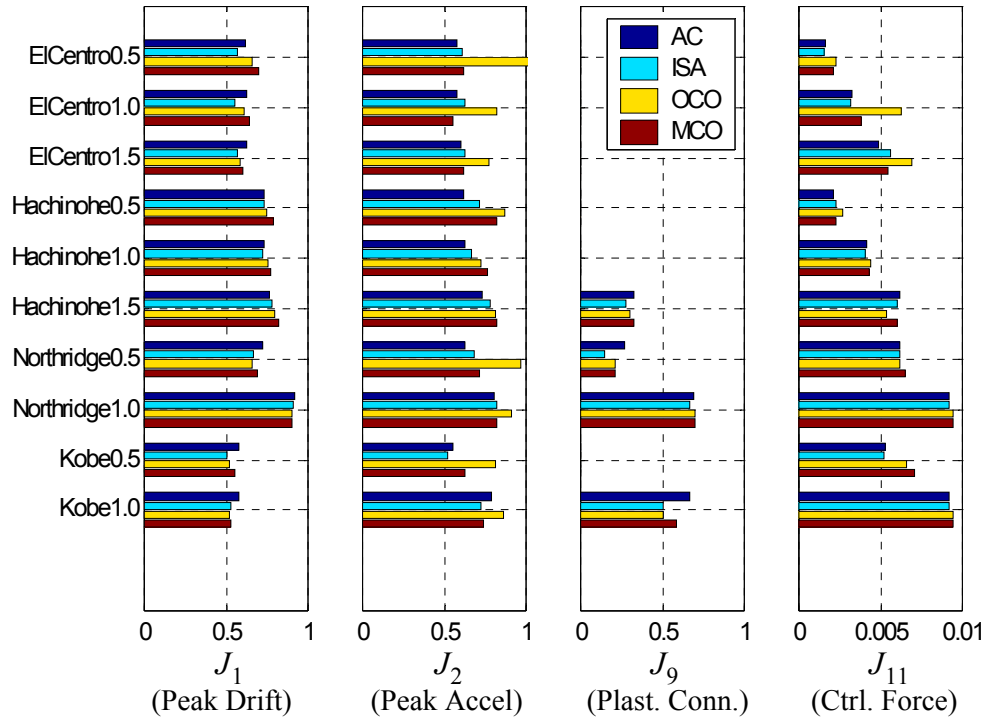 ElCentro0.5
ElCentro1.0
ElCentro1.5
Hachinohe0.5
Hachinohe1.0
Hachinohe1.5
Northridge0.5
Northridge1.0
Kobe0.5
Kobe1.0
AC
ISA
OCO
MCO
0 0.5 1
0 0.5 1
0 0.5 1
0 0.005 0.01
J1
(Peak Drift)
J2
(Peak Accel)
J9
(Plast. Conn.)
J11
(Ctrl. Force)